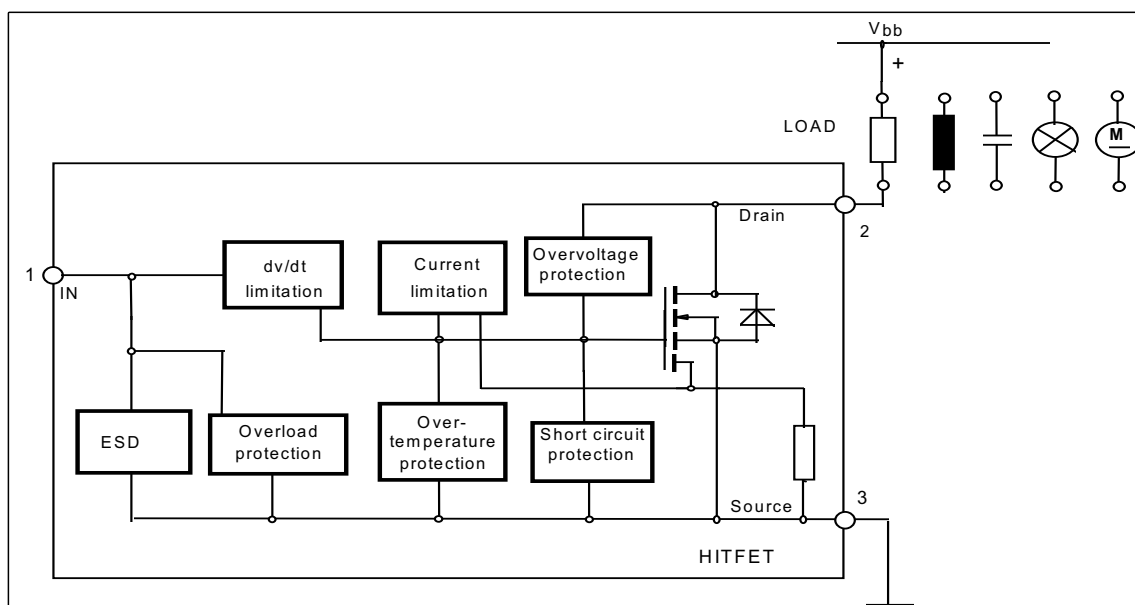 Vbb
+
LOAD
M
Drain
2
Overvoltage
protection
dv/dt
limitation
Current
limitation
1
IN
ESD
Overload
protection
Over-
temperature
protection
Short circuit
protection
Source
3
HITFET